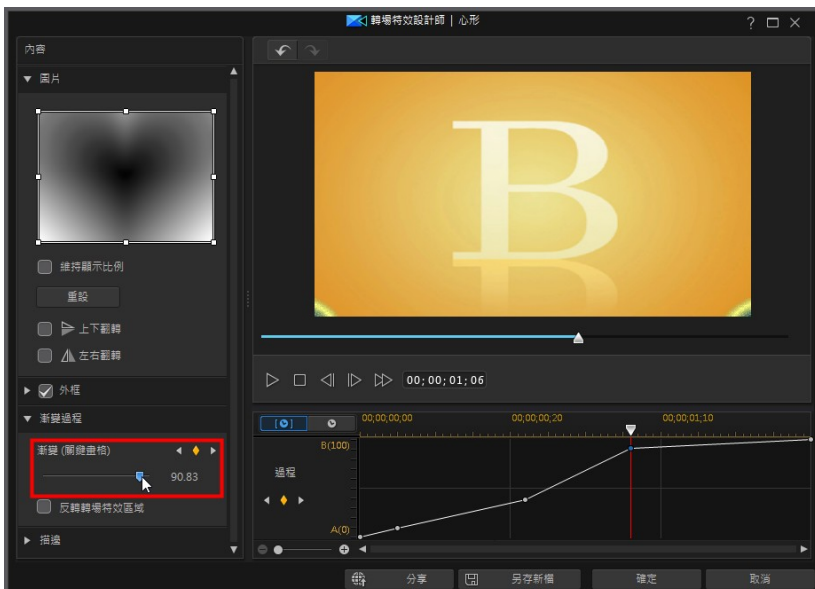 轉場特效設計師 | 心形
內容
圖片
維持顯示比例
重設
上下翻轉
左右翻轉
外框
漸變過程
漸變 (關鍵畫格)
90.83
反轉轉場特效區域
描邊
B
00;00;01;06
00;00;00;00
00;00;00;20
00;00;01;10
B(100)
過程
A(0)
分享
另存新檔
確定
取消